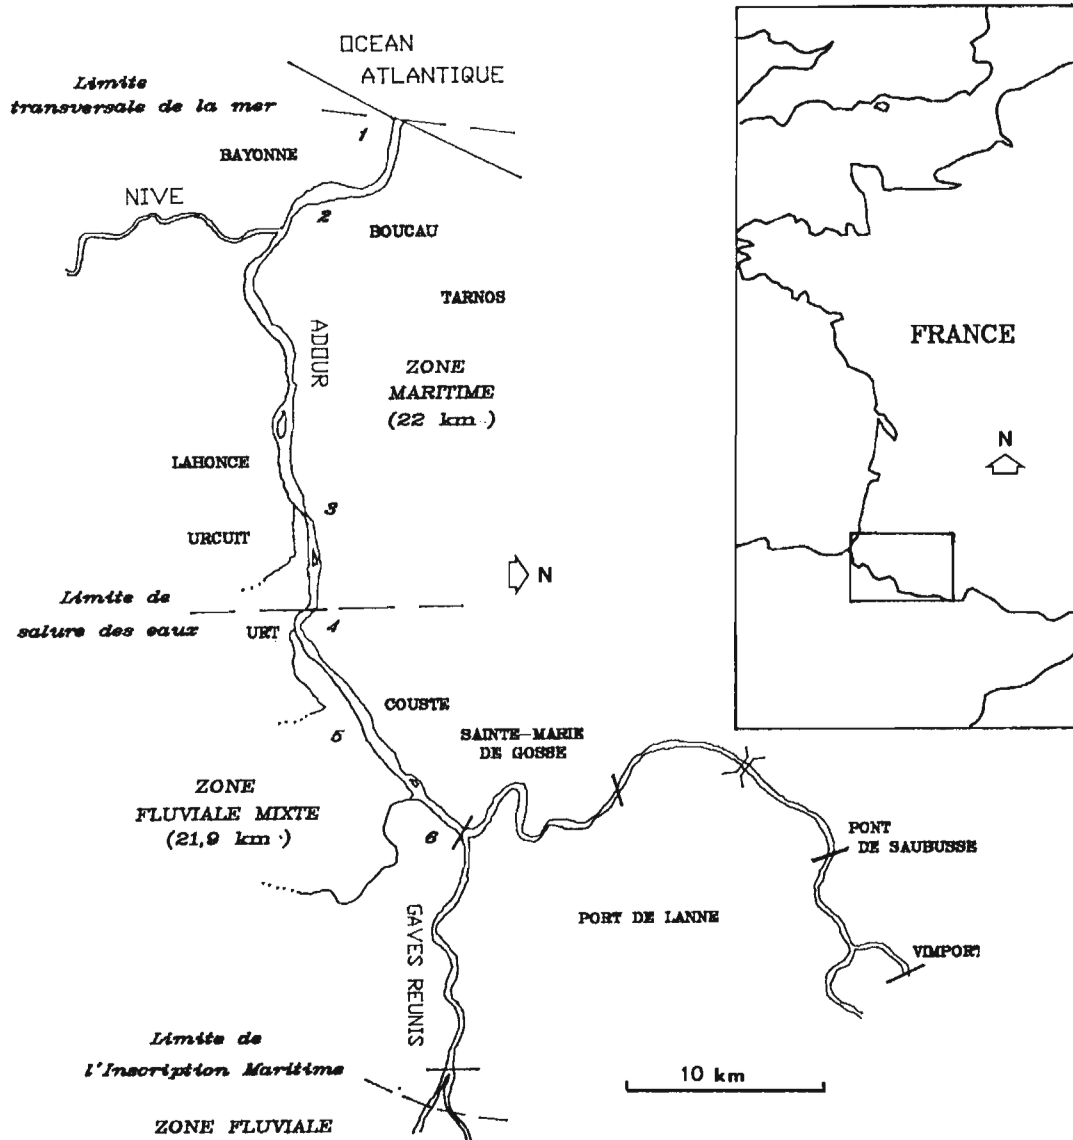 OCEAN
ATLANTIQUE
Limite
transversale de la mer
1
BAYONNE
NIVE
2
BOUCAU
TARNOS
ADOUR
ZONE
MARITIME
(22 km)
FRANCE
N
LAHONCE
3
URCUIT
N
Limite de
salure des eaux
URT
4
COUSTE
5
SAINTE-MARIE
DE GOSSE
ZONE
FLUVIALE MIXTE
(21,9 km)
6
PONT
DE SAUBUSSE
GAVES REUNIS
PORT DE LANNE
VIMPORT
Limite de
l'Inscription Maritime
10 km
ZONE FLUVIALE